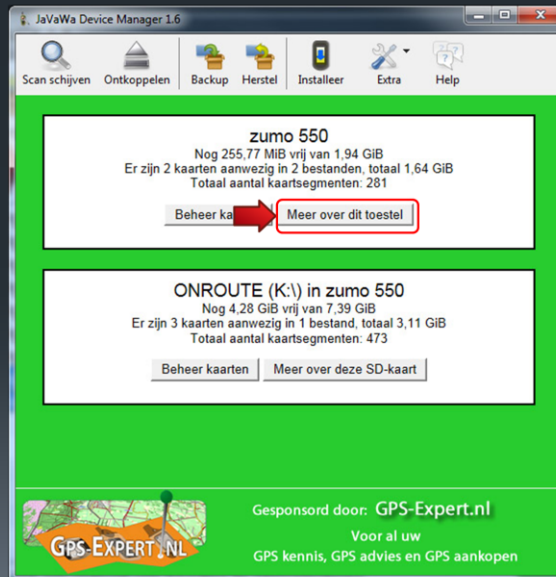 JaVaWa Device Manager 1.6
Scan schijven Ontkoppelen Backup Herstel Installeer Extra Help
zumo 550
Nog 255,77 MiB vrij van 1,94 GiB
Er zijn 2 kaarten aanwezig in 2 bestanden, totaal 1,64 GiB
Totaal aantal kaartsegmenten: 281
Beheer ka Meer over dit toestel
ONROUTE (K:\) in zumo 550
Nog 4,28 GiB vrij van 7,39 GiB
Er zijn 3 kaarten aanwezig in 1 bestand, totaal 3,11 GiB
Totaal aantal kaartsegmenten: 473
Beheer kaarten Meer over deze SD-kaart
GPS-EXPERT.NL
Gesponsord door: GPS-Expert.nl
Voor al uw
GPS kennis, GPS advies en GPS aankopen